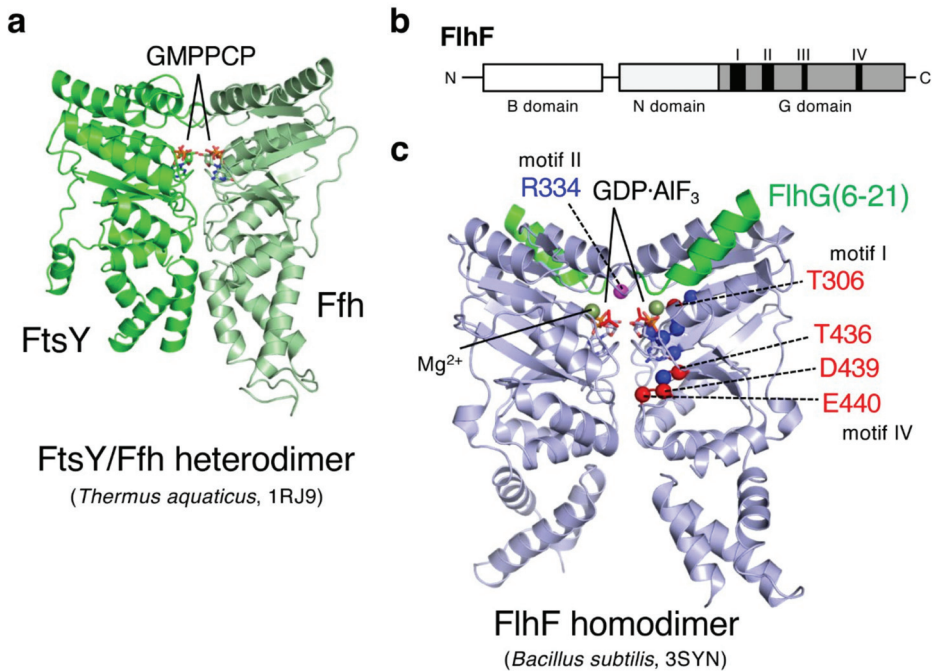 a
GMPPCP
FtsY
Ffh
FtsY/Ffh heterodimer
(Thermus aquaticus, 1RJ9)
b
FlhF
I II III IV
N
C
B domain
N domain
G domain
c
motif II
R334
GDP·AlF₃
FlhG(6-21)
motif I
T306
T436
D439
E440
motif IV
Mg²⁺
FlhF homodimer
(Bacillus subtilis, 3SYN)